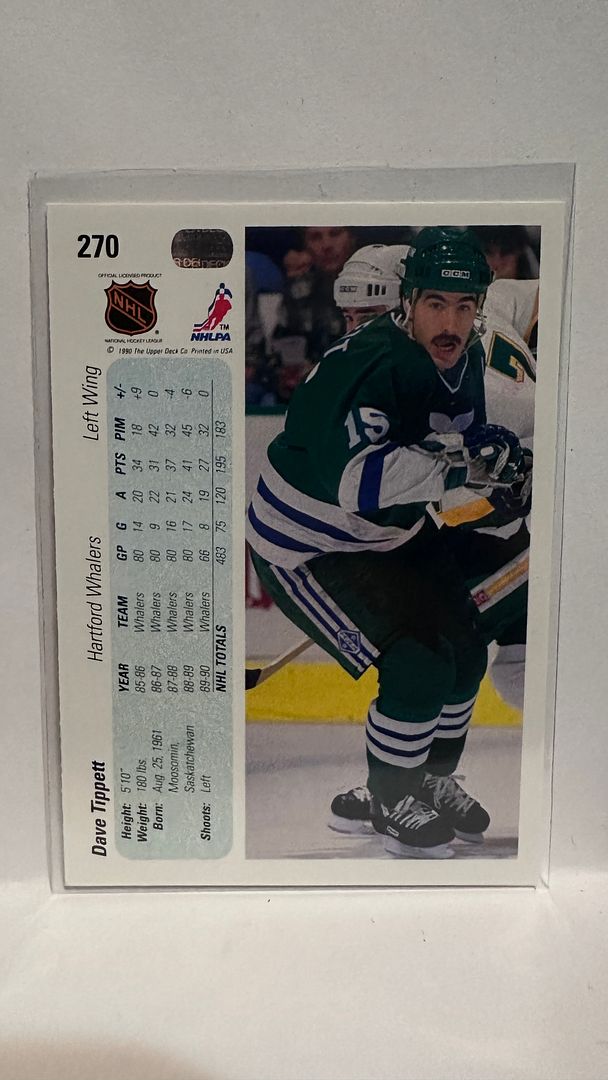 270
OFFICIAL LICENSED PRODUCT
NHL
NATIONAL HOCKEY LEAGUE
NHLPA
TM
© 1990 The Upper Deck Co. Printed in USA
Dave Tippett Hartford Whalers Left Wing
Height: 5'10"
Weight: 180 lbs.
Born: Aug. 25, 1961
Moosomin,
Saskatchewan
Shoots: Left
YEAR TEAM GP G A PTS PIM +/-
85-86 Whalers 80 14 20 34 18 +9
86-87 Whalers 80 9 22 31 42 0
87-88 Whalers 80 16 21 37 32 -4
88-89 Whalers 80 17 24 41 45 -6
89-90 Whalers 66 8 19 27 32 0
NHL TOTALS 483 75 120 195 183
CCM
15
7